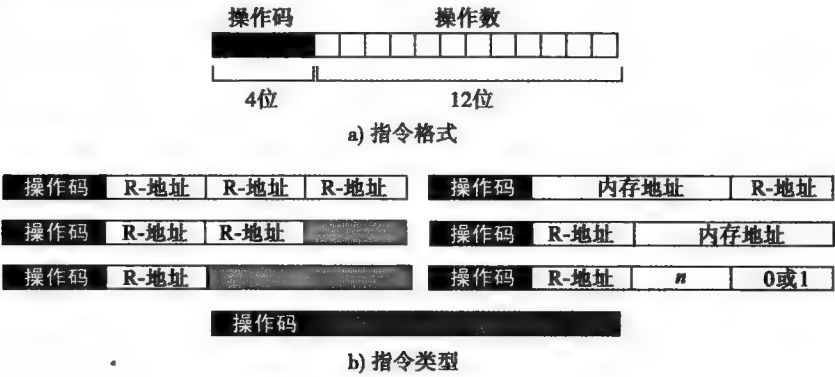 操作码 操作数
4位 12位
a) 指令格式
操作码 R-地址 R-地址 R-地址 操作码 内存地址 R-地址
操作码 R-地址 R-地址 操作码 R-地址 内存地址
操作码 R-地址 操作码 R-地址 n 0或1
操作码
b) 指令类型